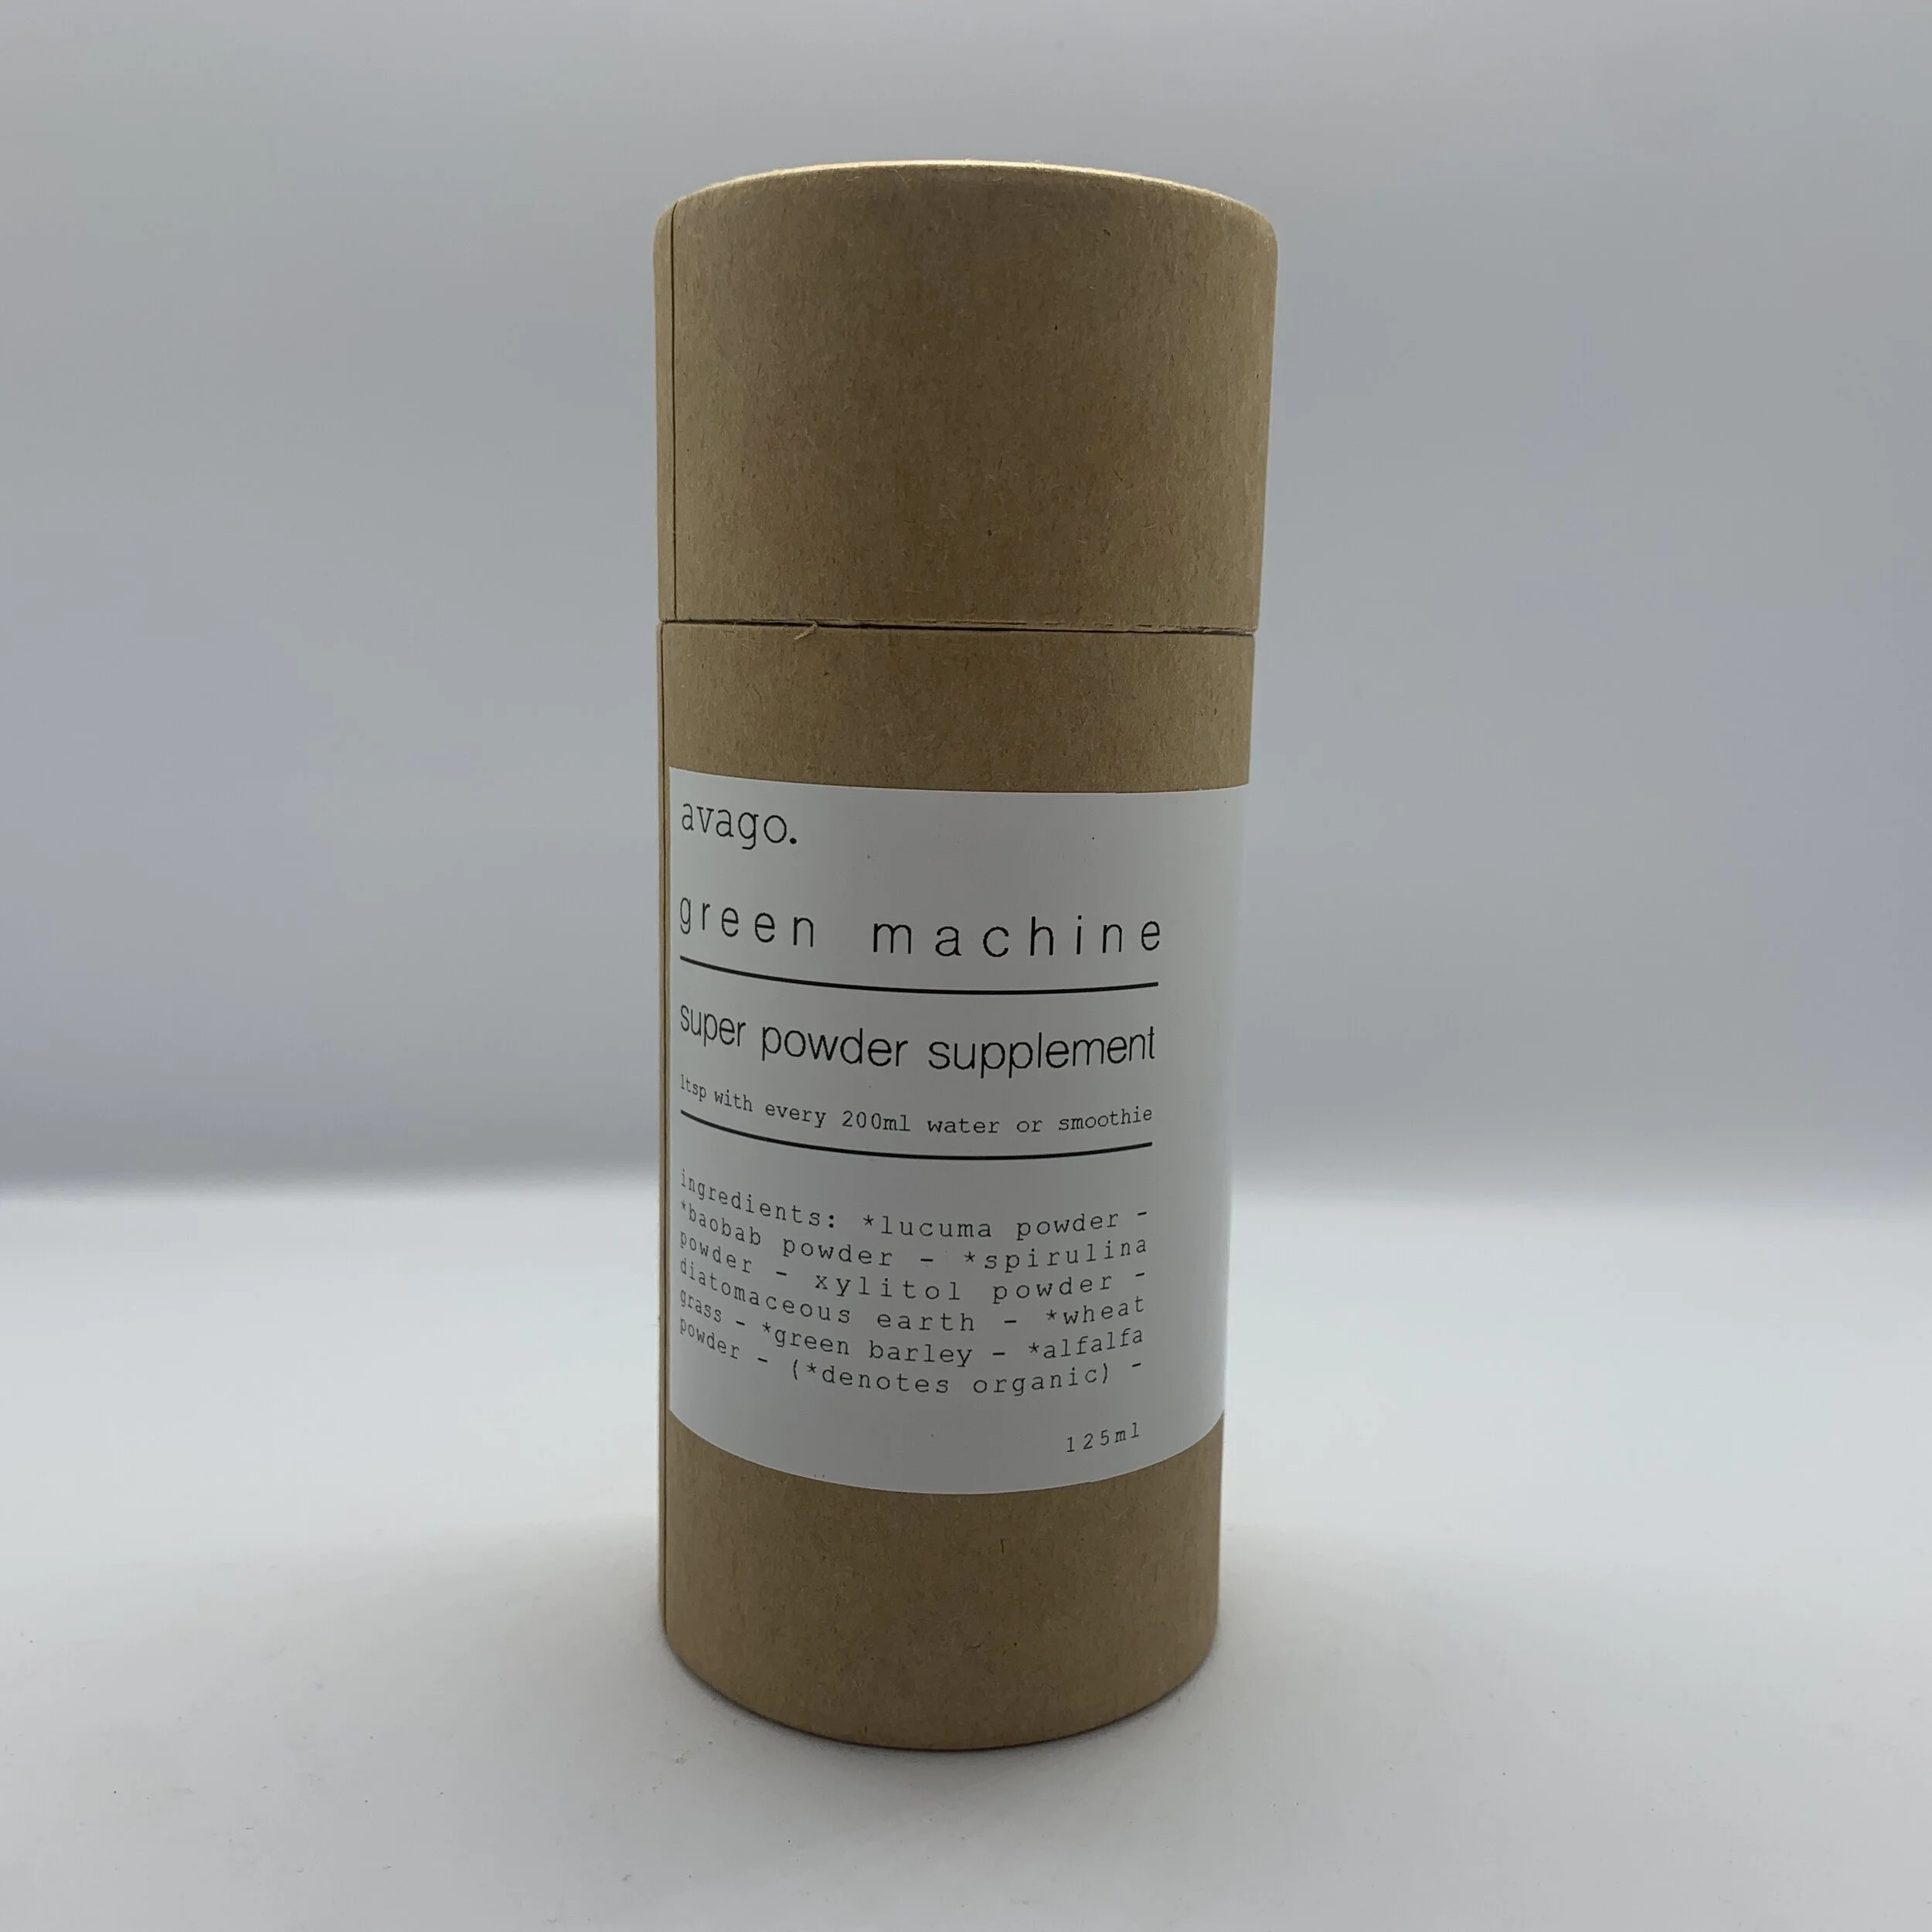 avago.
green machine
super powder supplement
1tsp with every 200ml water or smoothie
ingredients: *lucuma powder -
*baobab powder - *spirulina
powder - xylitol powder -
diatomaceous earth - *wheat
grass - *green barley - *alfalfa
powder - (*denotes organic) -
125ml